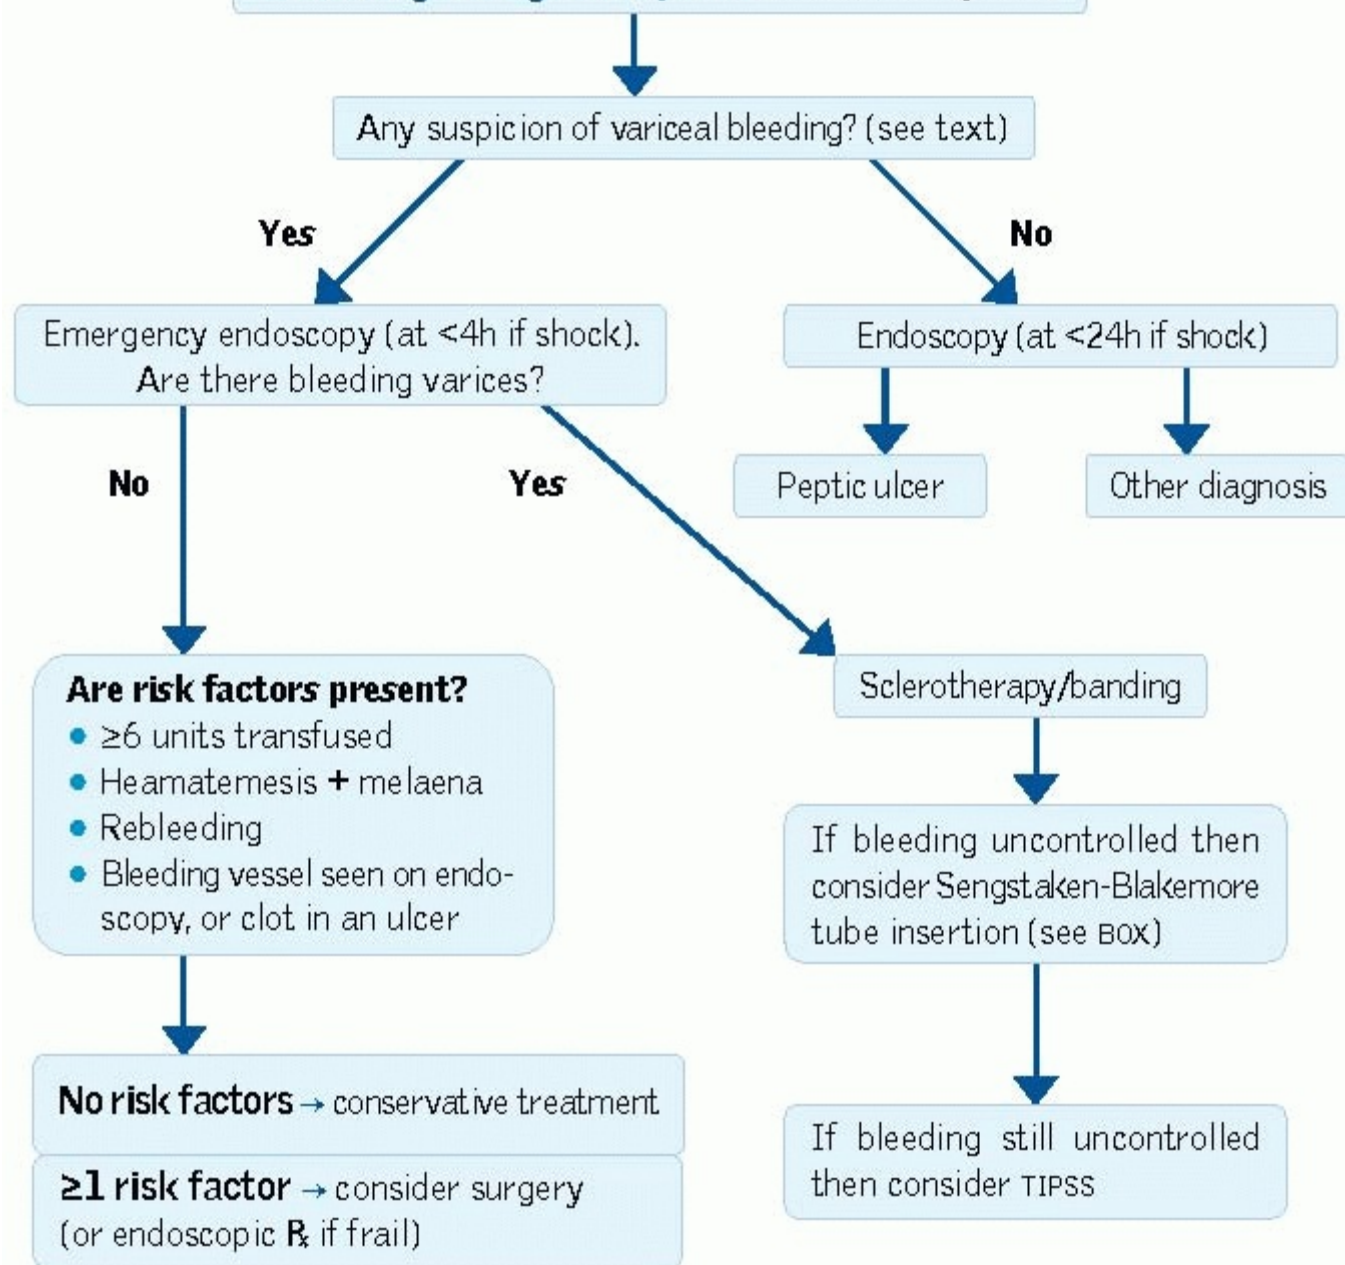 Any suspicion of variceal bleeding? (see text)
Yes
No
Emergency endoscopy (at <4h if shock).
Are there bleeding varices?
Endoscopy (at <24h if shock)
No
Yes
Peptic ulcer
Other diagnosis
Are risk factors present?
• ≥6 units transfused
• Heamatemesis + melaena
• Rebleeding
• Bleeding vessel seen on endo-
scopy, or clot in an ulcer
Sclerotherapy/banding
If bleeding uncontrolled then
consider Sengstaken-Blakemore
tube insertion (see BOX)
No risk factors → conservative treatment
≥1 risk factor → consider surgery
(or endoscopic ℞ if frail)
If bleeding still uncontrolled
then consider TIPSS